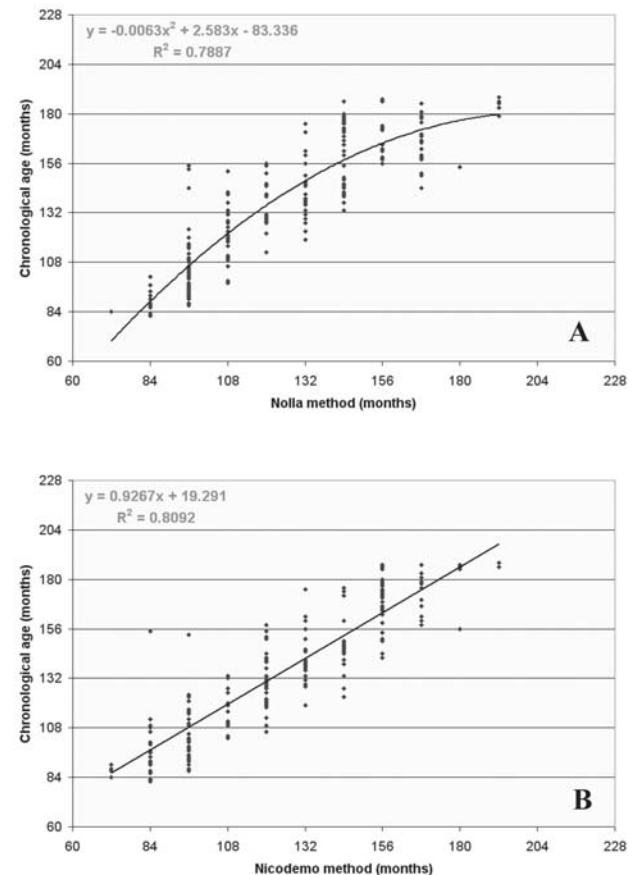 y = -0.0063x² + 2.583x - 83.336
R² = 0.7887
228
204
180
156
132
108
84
60
Chronological age (months)
60 84 108 132 156 180 204 228
Nolla method (months)
A
y = 0.9267x + 19.291
R² = 0.8092
228
204
180
156
132
108
84
60
Chronological age (months)
60 84 108 132 156 180 204 228
Nicodemo method (months)
B